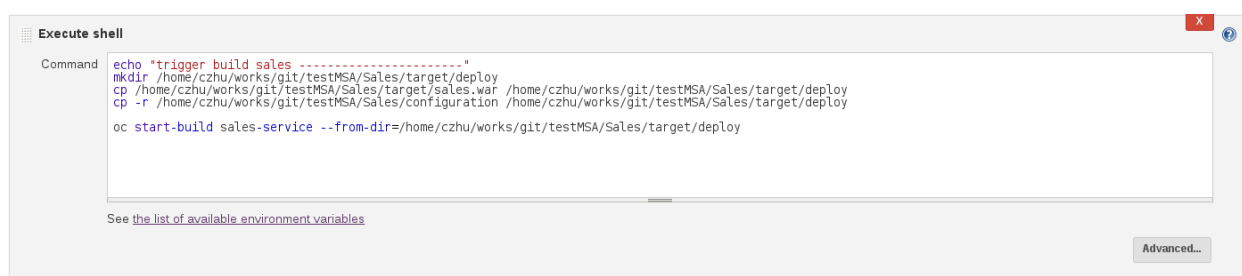 X
Execute shell
?
Command
echo "trigger build sales -----------------------"
mkdir /home/czhu/works/git/testMSA/Sales/target/deploy
cp /home/czhu/works/git/testMSA/Sales/target/sales.war /home/czhu/works/git/testMSA/Sales/target/deploy
cp -r /home/czhu/works/git/testMSA/Sales/configuration /home/czhu/works/git/testMSA/Sales/target/deploy
oc start-build sales-service --from-dir=/home/czhu/works/git/testMSA/Sales/target/deploy
See the list of available environment variables
Advanced...